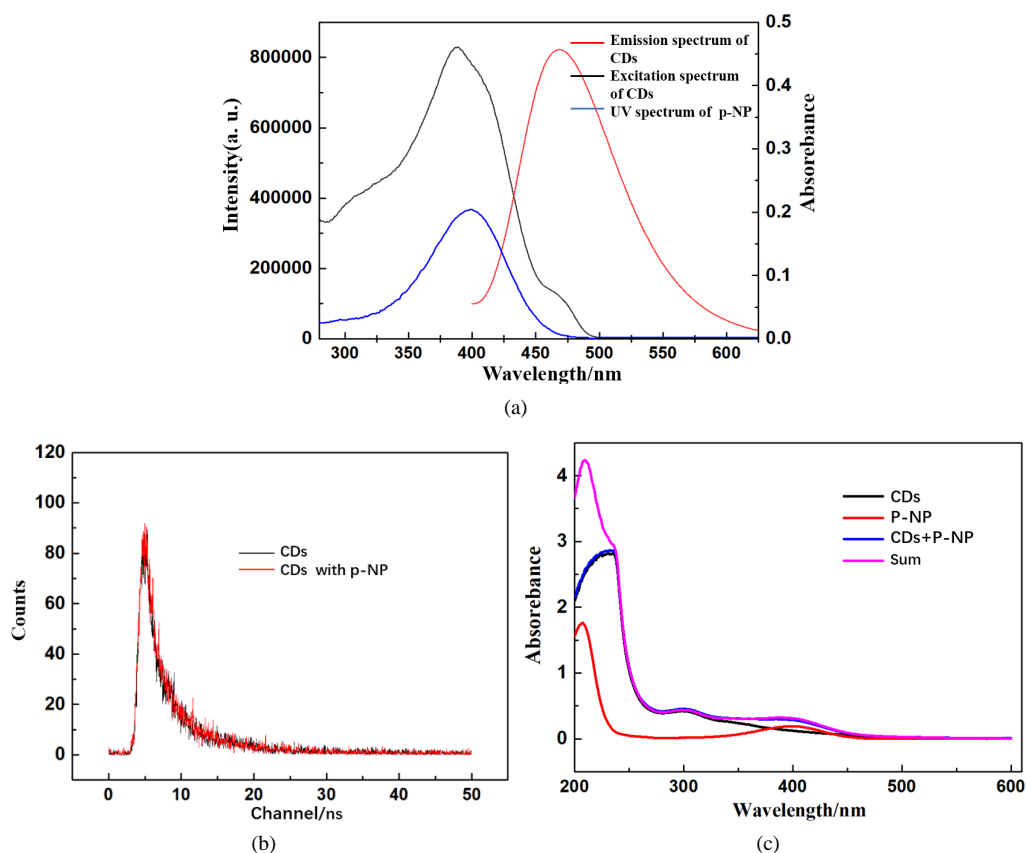 Emission spectrum of
CDs
Excitation spectrum
of CDs
UV spectrum of p-NP
Intensity(a. u.)
800000
600000
400000
200000
0
0.5
0.4
0.3
0.2
0.1
0.0
Absorebance
300 350 400 450 500 550 600
Wavelength/nm
(a)
Counts
120
100
80
60
40
20
0
CDs
CDs with p-NP
0 10 20 30 40 50
Channel/ns
(b)
Absorebance
4
3
2
1
0
CDs
P-NP
CDs+P-NP
Sum
200 300 400 500 600
Wavelength/nm
(c)